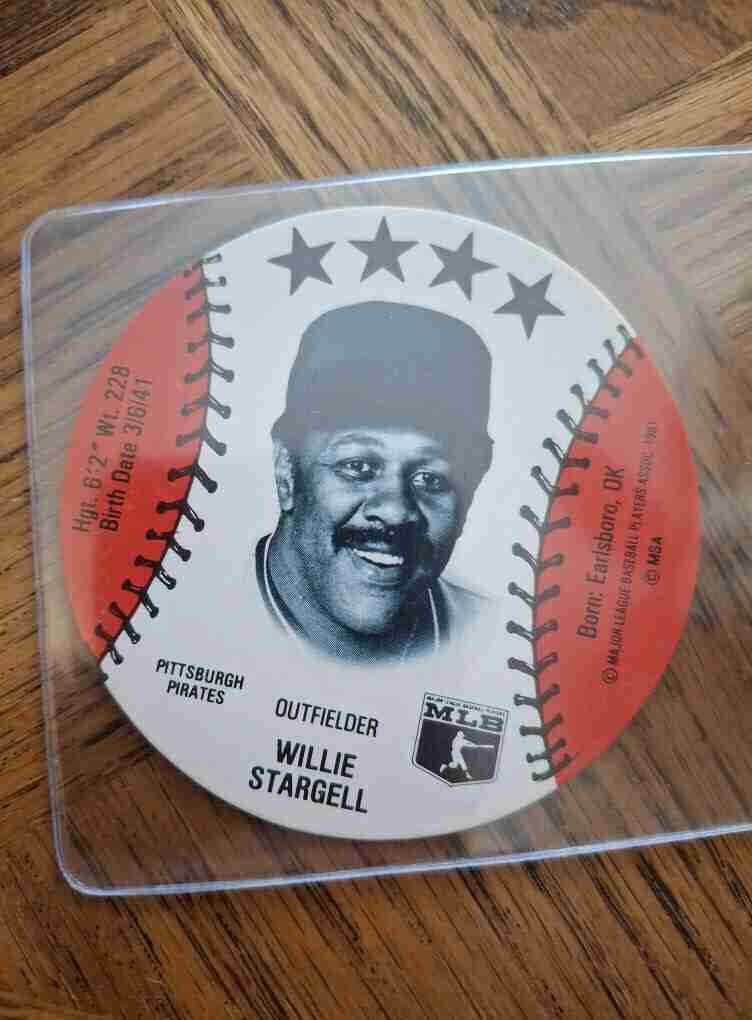 Hgt. 6'2" Wt. 228
Birth Date 3/6/41
PITTSBURGH
PIRATES
OUTFIELDER
WILLIE
STARGELL
MLB
Born: Earlsboro, OK
© MAJOR LEAGUE BASEBALL PLAYERS ASSOC. 1981
© MSA